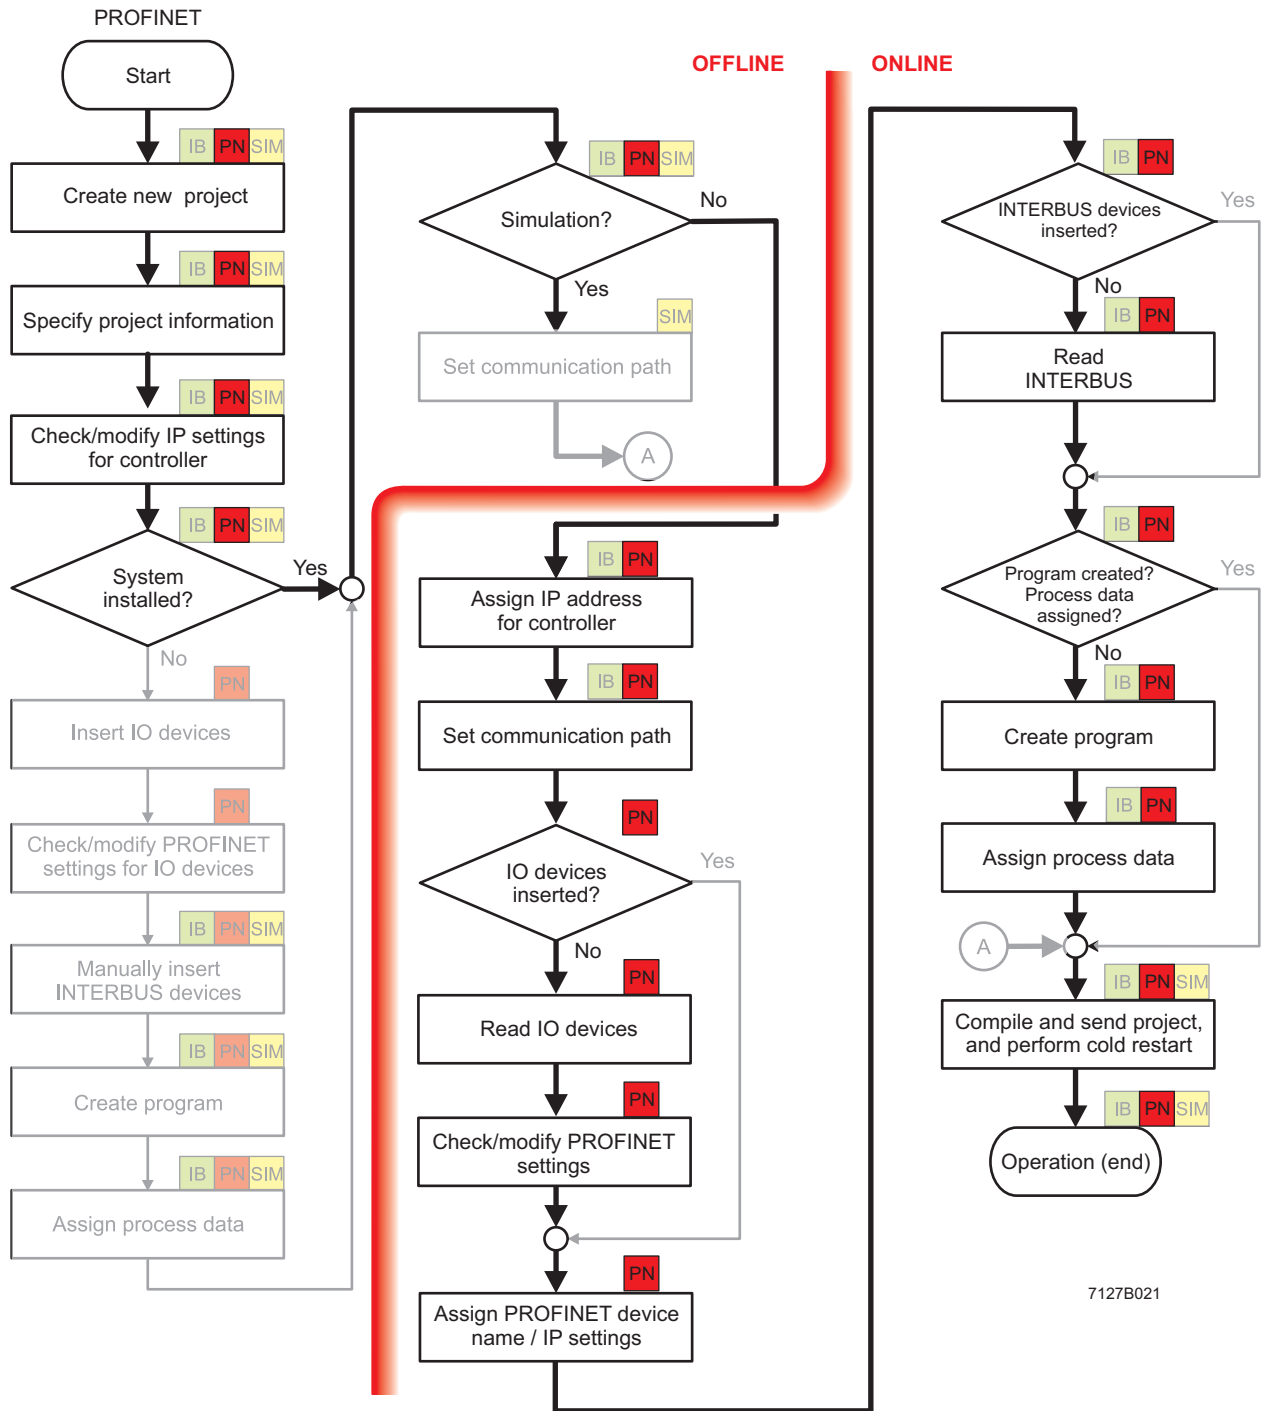 PROFINET
Start
IB PN SIM
Create new project
IB PN SIM
Specify project information
IB PN SIM
Check/modify IP settings
for controller
IB PN SIM
System
installed?
Yes
No
PN
Insert IO devices
PN
Check/modify PROFINET
settings for IO devices
IB PN SIM
Manually insert
INTERBUS devices
IB PN SIM
Create program
IB PN SIM
Assign process data
OFFLINE
ONLINE
IB PN SIM
Simulation?
No
Yes
SIM
Set communication path
A
IB PN
Assign IP address
for controller
IB PN
Set communication path
PN
IO devices
inserted?
Yes
No
PN
Read IO devices
PN
Check/modify PROFINET
settings
PN
Assign PROFINET device
name / IP settings
IB PN
INTERBUS devices
inserted?
Yes
No
IB PN
Read
INTERBUS
IB PN
Program created?
Process data
assigned?
Yes
No
IB PN
Create program
IB PN
Assign process data
A
IB PN SIM
Compile and send project,
and perform cold restart
IB PN SIM
Operation (end)
7127B021